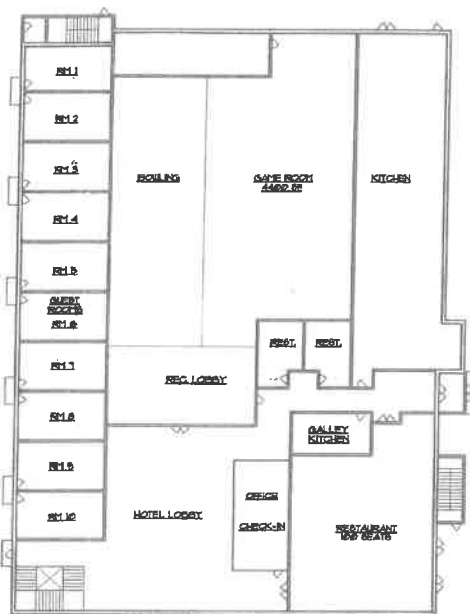 RM 1
RM 2
RM 3
RM 4
RM 5
GUEST
ROOMS
RM 6
RM 7
RM 8
RM 9
RM 10
BOWLING
GAME ROOM
4400 SF
KITCHEN
REST.
REST.
REC. LOBBY
GALLEY
KITCHEN
HOTEL LOBBY
OFFICE
CHECK-IN
RESTAURANT
100 SEATS